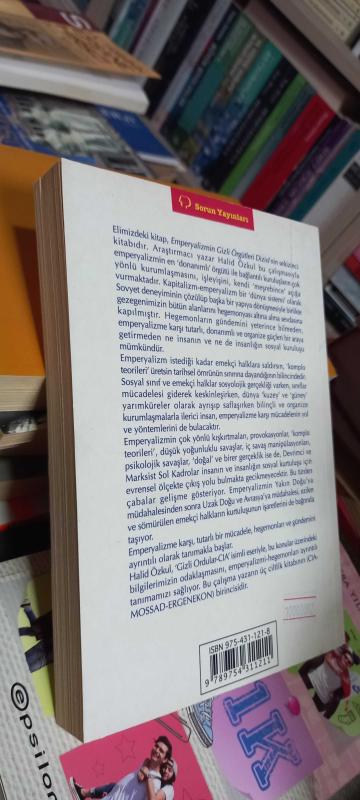 Sorun Yayınları
Elimizdeki kitap, Emperyalizmin Gizli Örgütleri Dizisi'nin sekizinci
kitabıdır. Araştırmacı yazar Halid Özkul bu çalışmasıyla
emperyalizmin en 'donanımlı' örgütü ile bağlantılı kuruluşların çok
yönlü kurumlaşmasını, işleyişini, kendi 'meşrebince' açığa
vurmaktadır. Kapitalizm-emperyalizm bir 'dünya sistemi' olarak
Sovyet deneyiminin çözülüp başka bir yapıya dönüşmesiyle birlikte
gezegenimizin bütün alanlarını hegemonyası altına alma sevdasına
kapılmıştır. Hegemonların gündemini yeterince bilmeden,
emperyalizme karşı tutarlı, donanımlı ve organize güçleri bir araya
getirmeden ne insanın ve ne de insanlığın sosyal kurtuluşu
mümkündür.
Emperyalizm istediği kadar emekçi halklara saldırsın, 'komplo
teorileri' üretsin tarihsel ömrünün sınırına dayandığının bilincindedir.
Sosyal sınıf ve emekçi halklar sosyolojik gerçekliği varken, sınıflar
mücadelesi giderek keskinleşirken, dünya 'kuzey' ve 'güney'
yarımküreler olarak ayrışıp saflaşırken bilinçli ve organize
kurumlaşmalarla ilerici insan, emperyalizme karşı mücadelenin yol
ve yöntemlerini de bulacaktır.
Emperyalizmin çok yönlü kışkırtmaları, provokasyonlar, 'komplo
teorileri', düşük yoğunluklu savaşlar, iç savaş manipülasyonları,
psikolojik savaşlar, 'doğal' ve birer gerçeklik ise de, Devrimci ve
Marksist Sol Kadrolar insanın ve insanlığın sosyal kurtuluşu için
evrensel ölçekte çıkış yolu bulmakta gecikmeyecektir. Bu yönden
çabalar gelişme gösteriyor. Emperyalizmin Yakın Doğu'ya
müdahalesinden sonra Uzak Doğu ve Avrasya'ya müdahalesi, ezilen
ve sömürülen emekçi halkların kurtuluşunun işaretlerini de bağrında
taşıyor.
Emperyalizme karşı, tutarlı bir mücadele, hegemonları ve gündemini
ayrıntılı olarak tanımakla başlar.
Halid Özkul, 'Gizli Ordular-CIA' isimli eseriyle, bu konular üzerindeki
bilgilerimizin odaklaşmasını, emperyalizmi-hegemonları ayrıntılı
tanımamızı sağlıyor. Bu çalışma yazarın üç ciltlik kitabının (CIA-
MOSSAD-ERGENEKON) birincisidir.
ISBN 975-431-121-8
9 789754 311211
@psilon